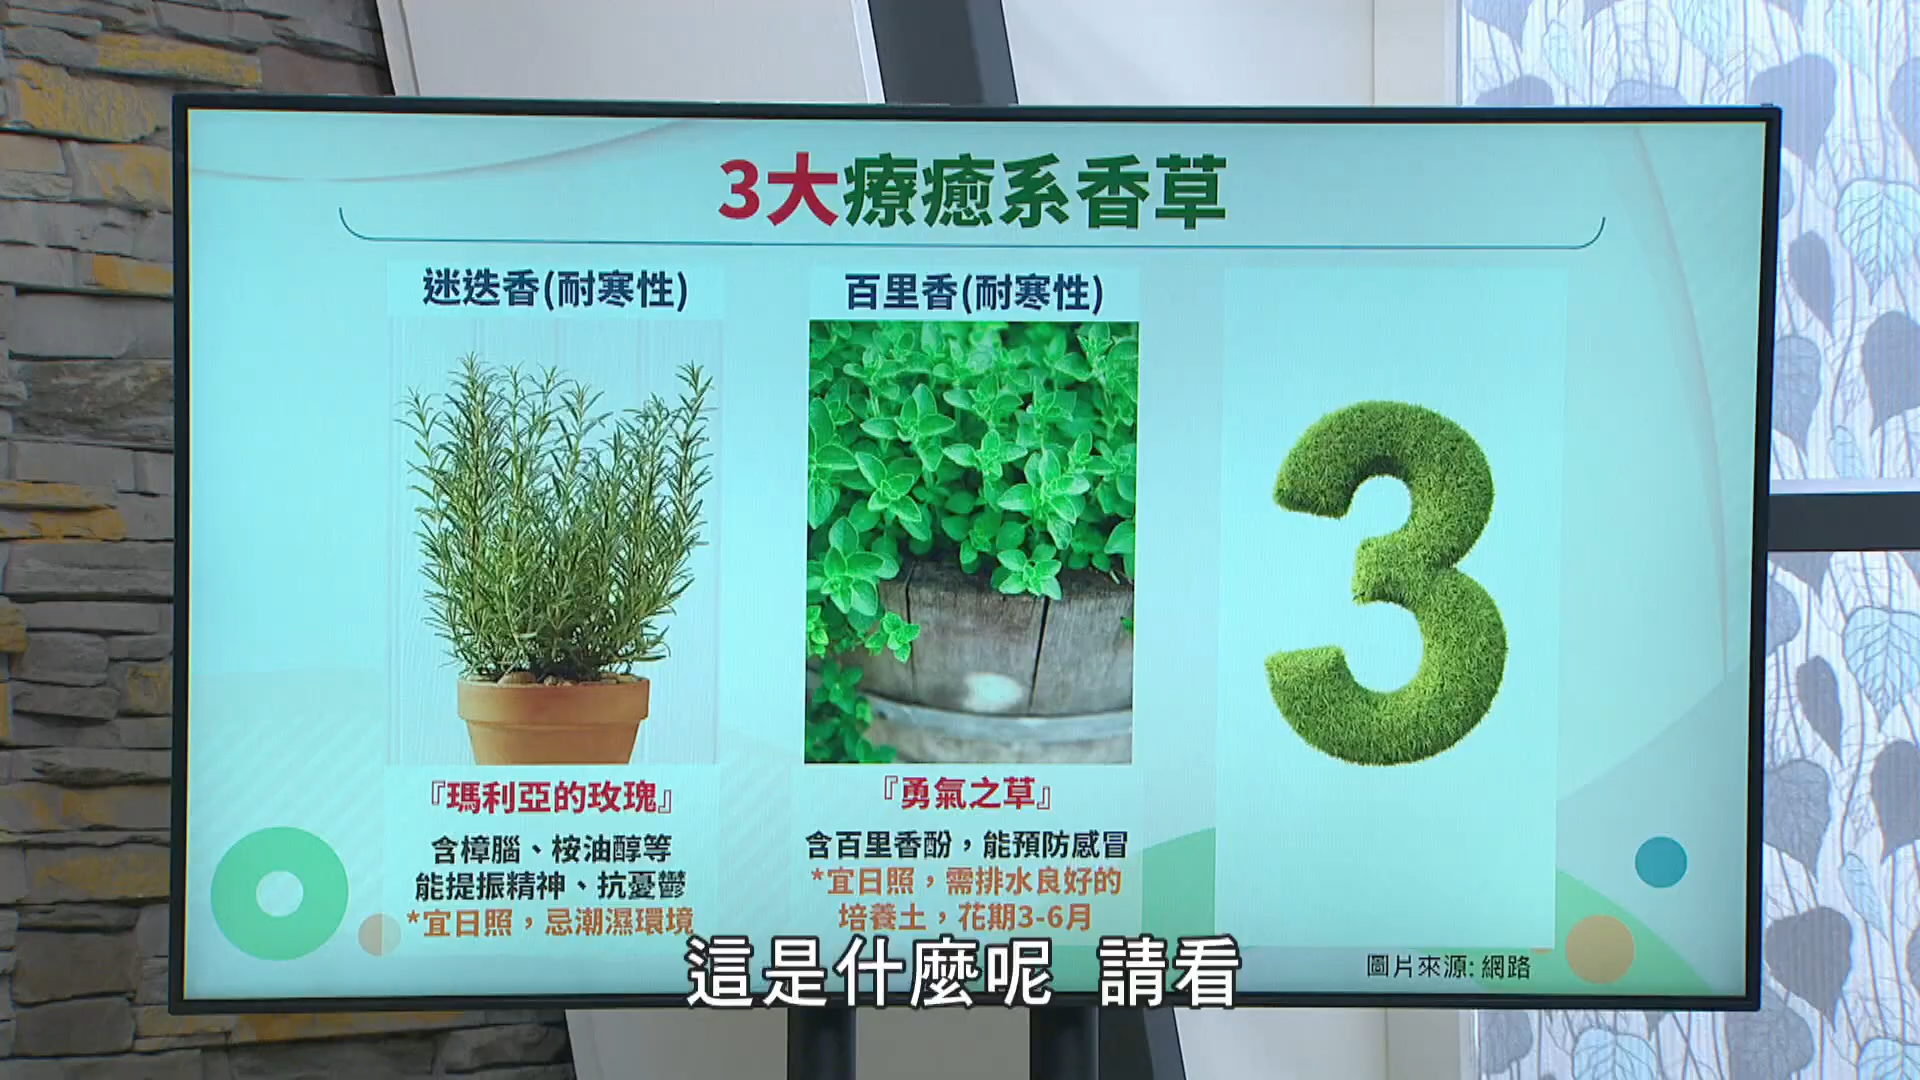 3大療癒系香草
迷迭香(耐寒性)
百里香(耐寒性)
3
『瑪利亞的玫瑰』
含樟腦、桉油醇等
能提振精神、抗憂鬱
*宜日照，忌潮濕環境
『勇氣之草』
含百里香酚，能預防感冒
*宜日照，需排水良好的
培養土，花期3-6月
圖片來源: 網路
這是什麼呢 請看